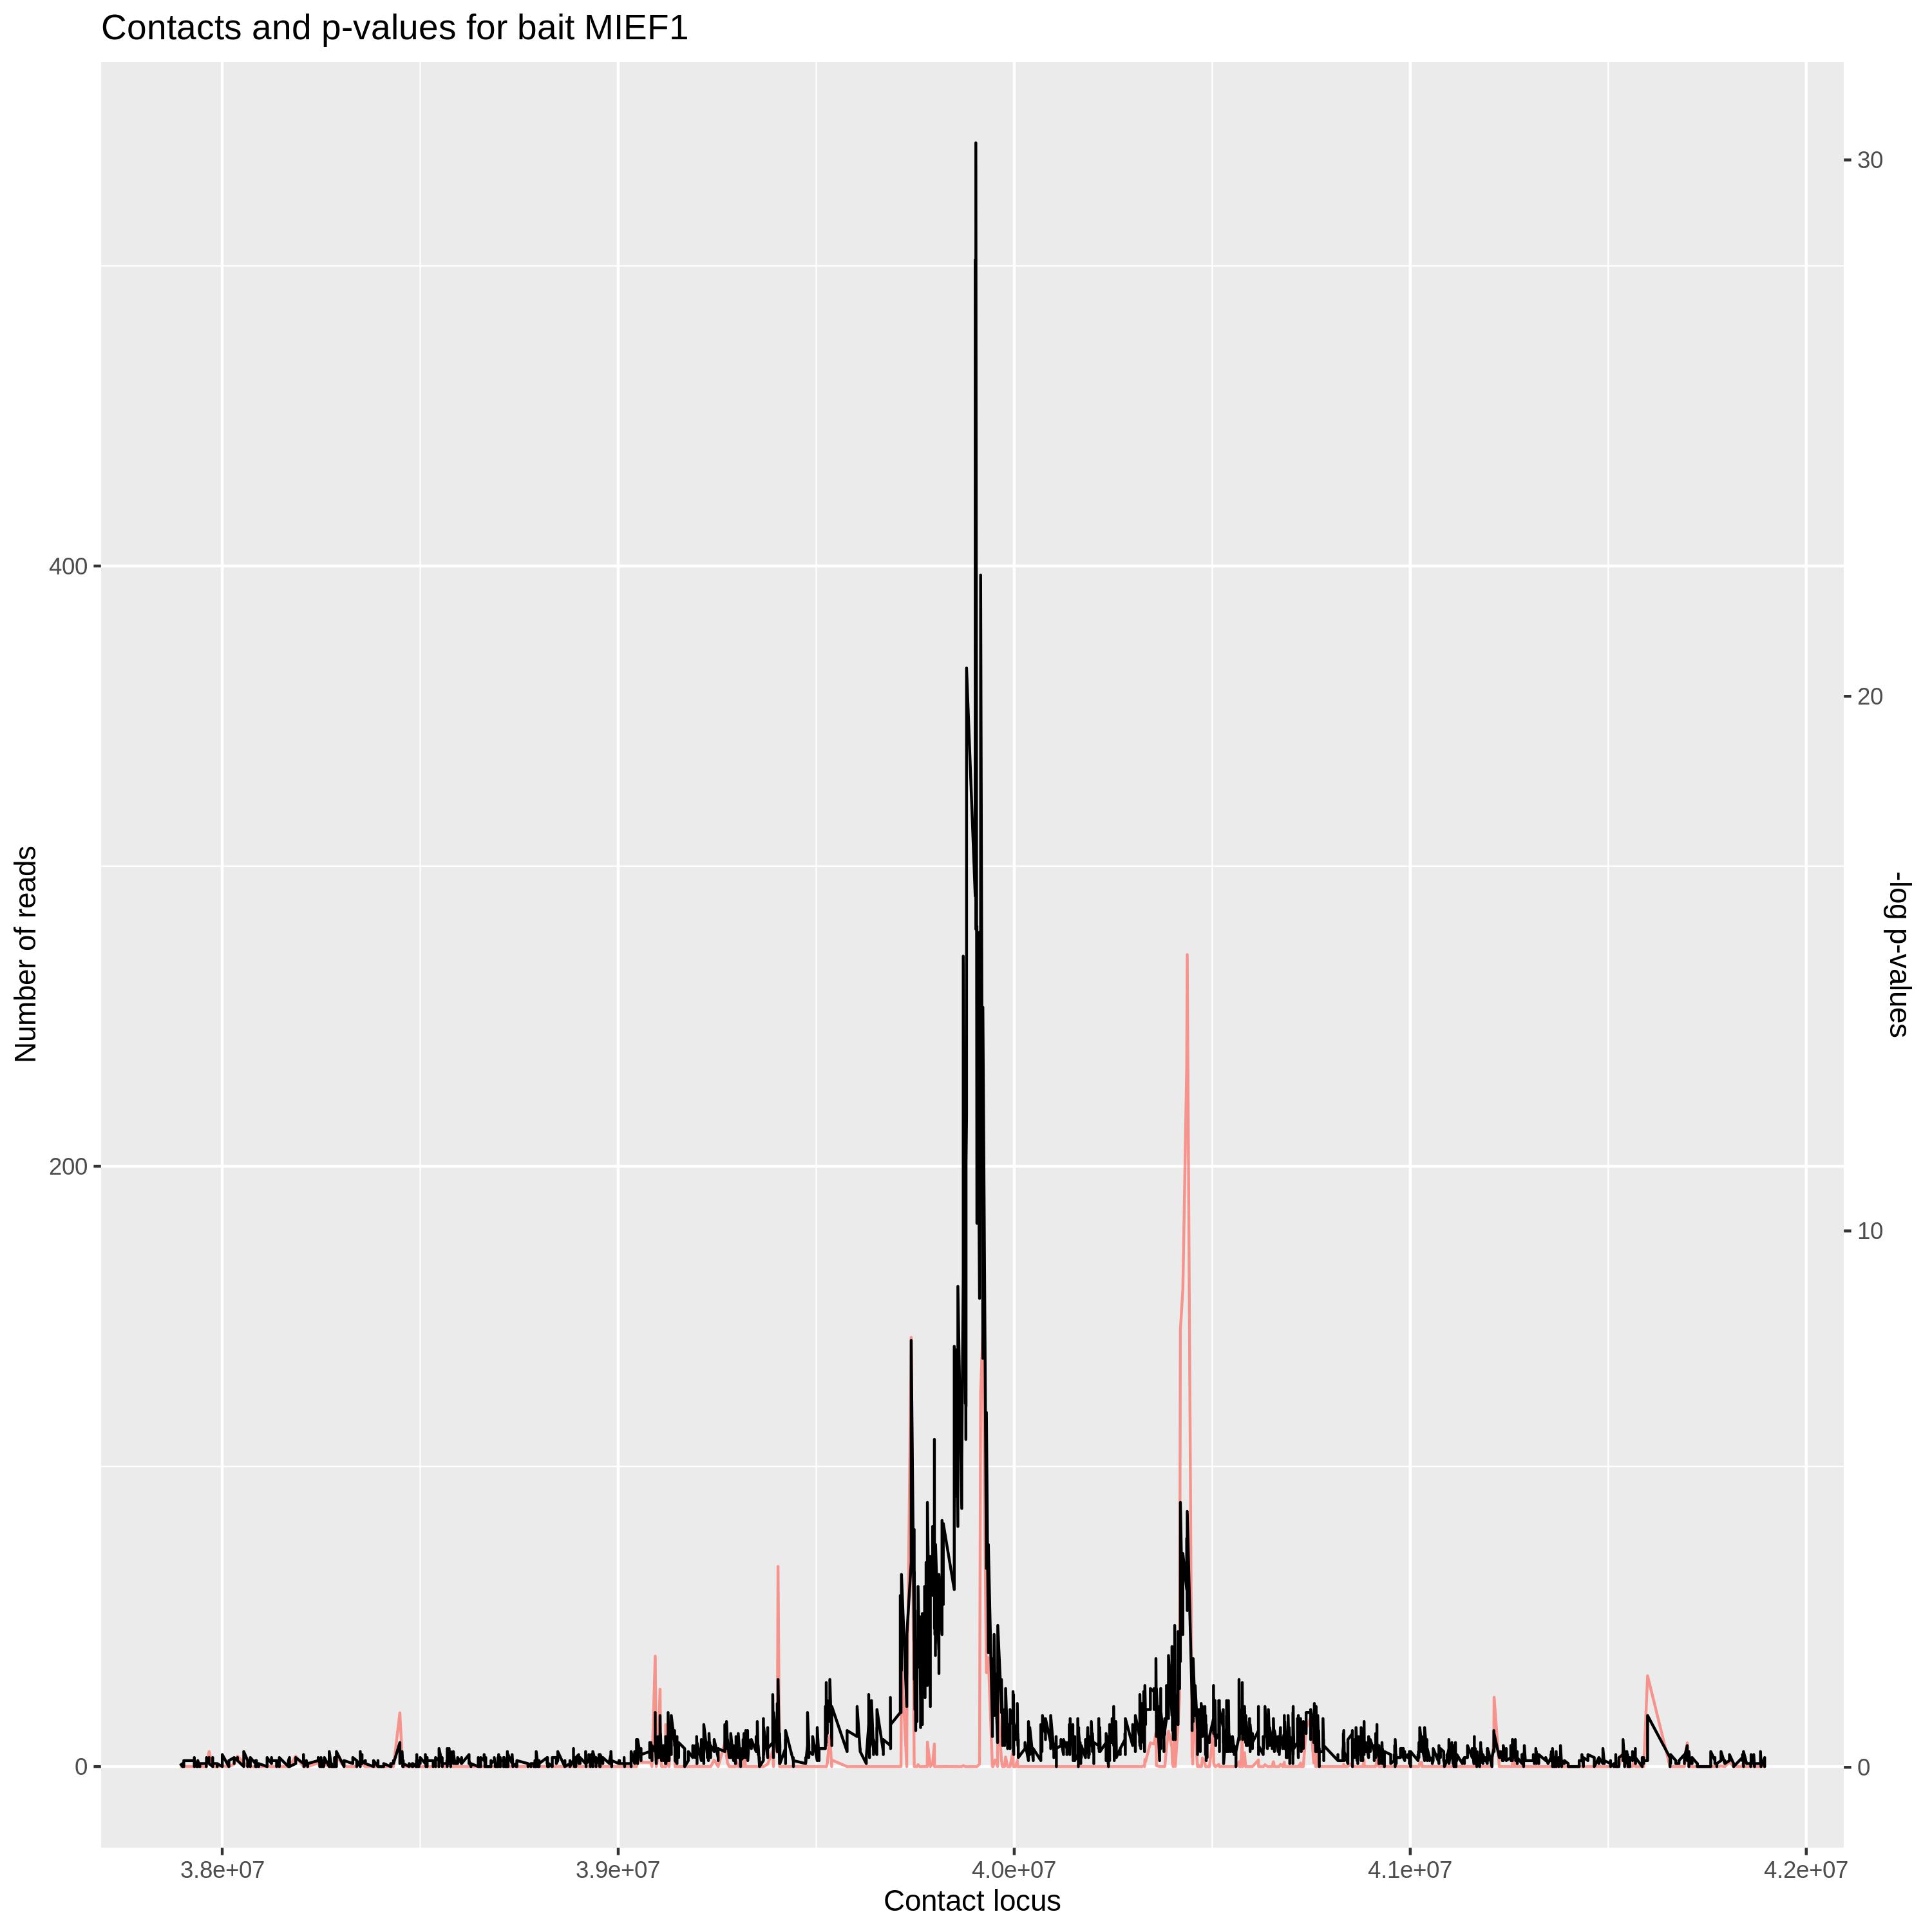 Contacts and p-values for bait MIEF1
Number of reads
400
200
0
30
20
10
0
-log p-values
3.8e+07 3.9e+07 4.0e+07 4.1e+07 4.2e+07
Contact locus